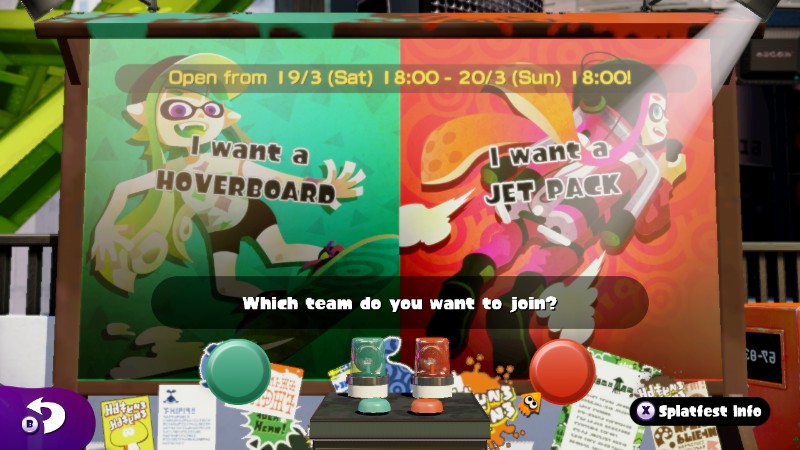 Open from 19/3 (Sat) 18:00 - 20/3 (Sun) 18:00!
I want a
HOVERBOARD
I want a
JET PACK
Which team do you want to join?
B
X Splatfest Info